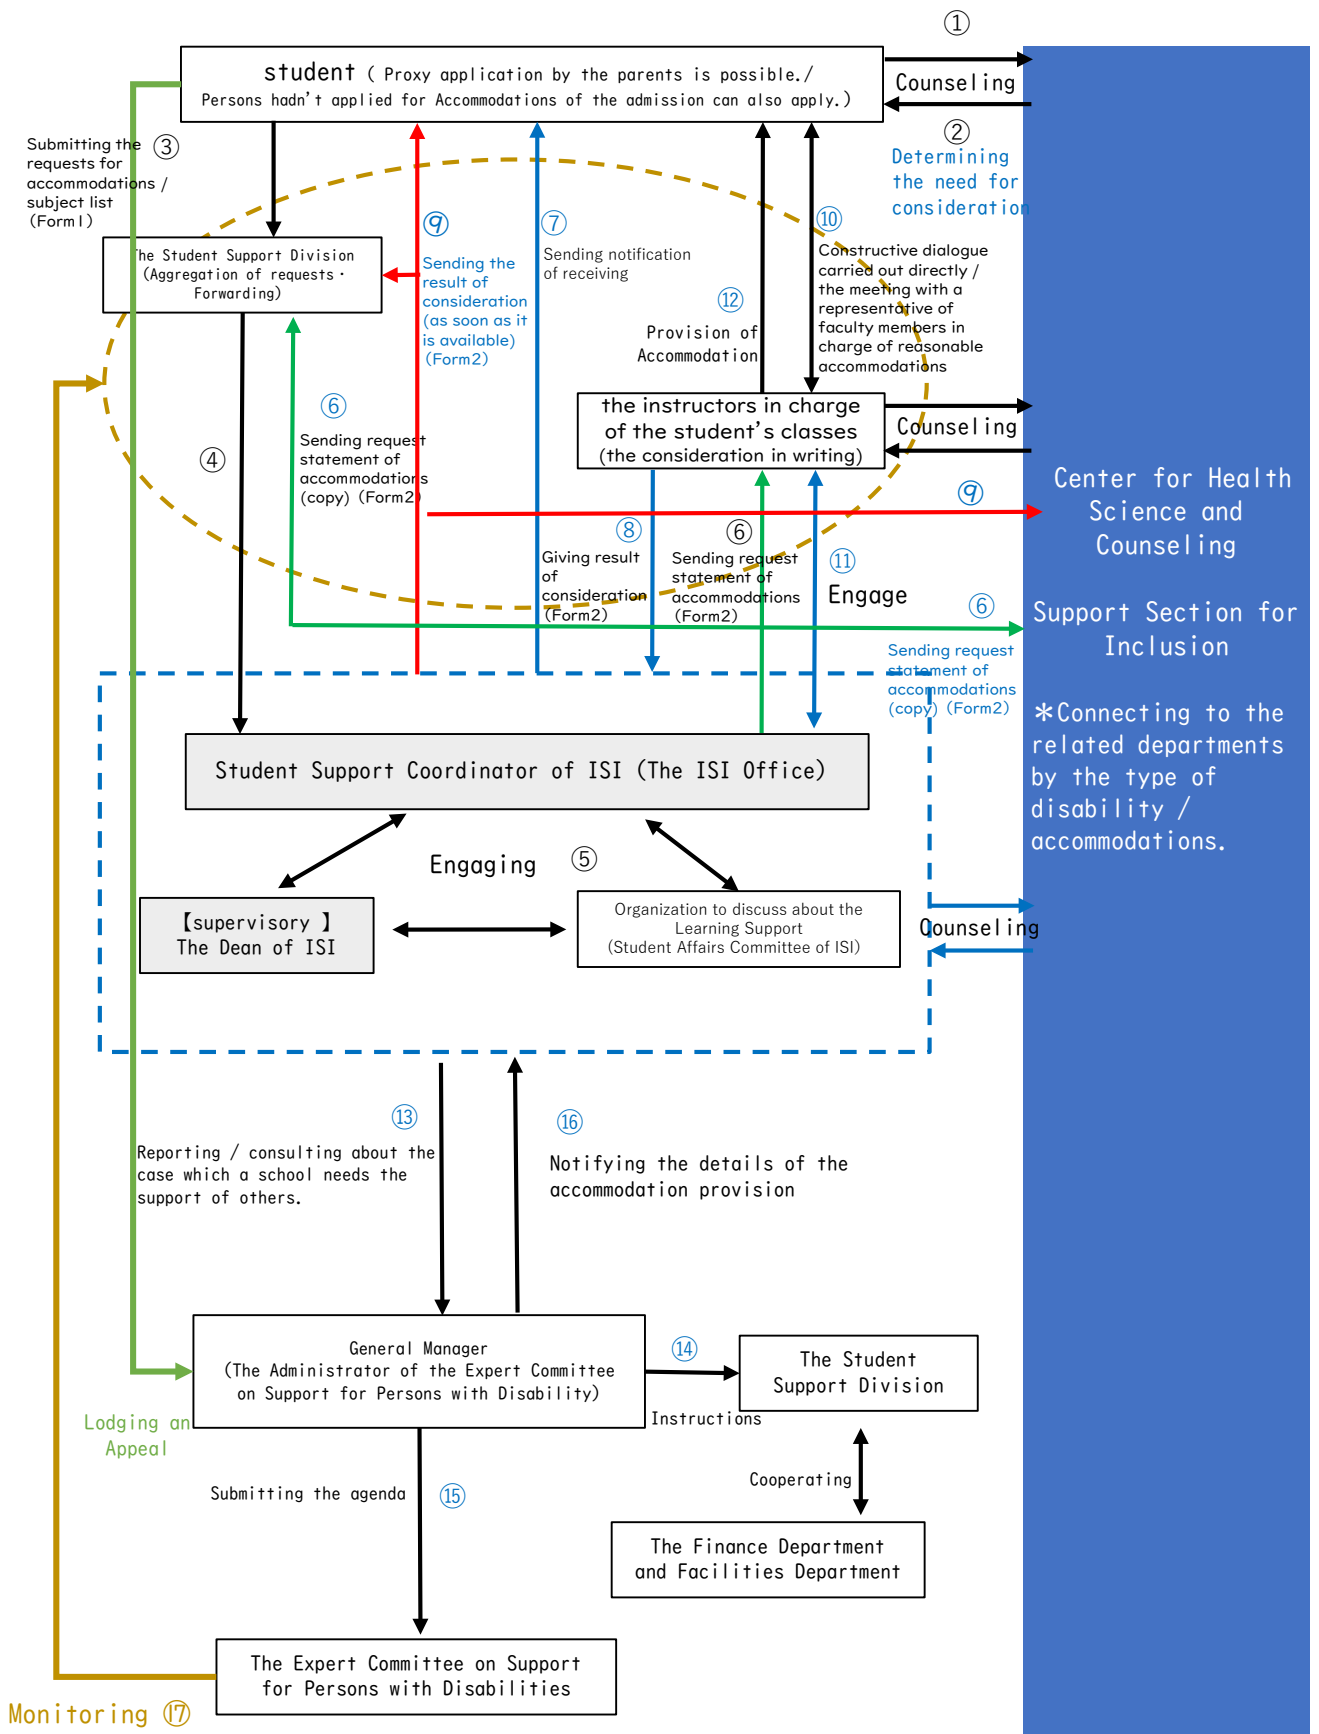 ①
student ( Proxy application by the parents is possible./
Persons hadn't applied for Accommodations of the admission can also apply.)
Counseling
②
Determining
the need for
consideration
Submitting the
requests for
accommodations /
subject list
(Form1)
③
The Student Support Division
(Aggregation of requests・
Forwarding)
⑨
Sending the
result of
consideration
(as soon as it
is available)
(Form2)
⑦
Sending notification
of receiving
⑩
Constructive dialogue
carried out directly /
the meeting with a
representative of
faculty members in
charge of reasonable
accommodations
⑫
Provision of
Accommodation
⑥
Sending request
statement of
accommodations
(copy) (Form2)
④
the instructors in charge
of the student's classes
(the consideration in writing)
Counseling
⑨
⑧
Giving result
of
consideration
(Form2)
⑥
Sending request
statement of
accommodations
(Form2)
⑪
Engage
⑥
Sending request
statement of
accommodations
(copy) (Form2)
Center for Health
Science and
Counseling
Support Section for
Inclusion
＊Connecting to the
related departments
by the type of
disability /
accommodations.
Student Support Coordinator of ISI (The ISI Office)
Engaging ⑤
【supervisory 】
The Dean of ISI
Organization to discuss about the
Learning Support
(Student Affairs Committee of ISI)
Counseling
⑬
Reporting / consulting about the
case which a school needs the
support of others.
⑯
Notifying the details of the
accommodation provision
General Manager
(The Administrator of the Expert Committee
on Support for Persons with Disability)
⑭
Instructions
The Student
Support Division
Lodging an
Appeal
Submitting the agenda ⑮
Cooperating
The Finance Department
and Facilities Department
The Expert Committee on Support
for Persons with Disabilities
Monitoring ⑰